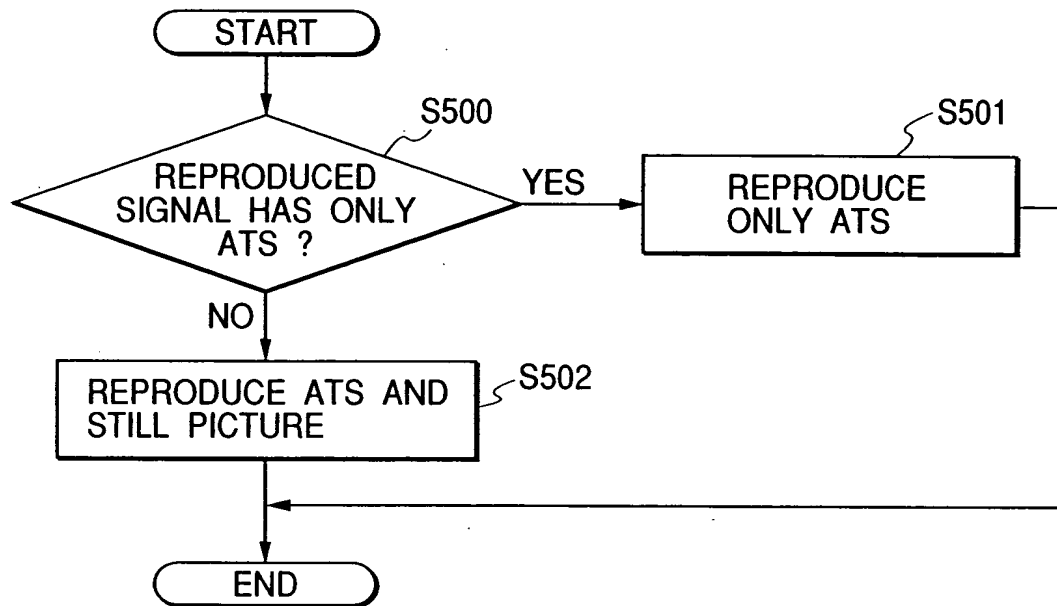 START
S500
REPRODUCED
SIGNAL HAS ONLY
ATS ?
YES
S501
REPRODUCE
ONLY ATS
NO
S502
REPRODUCE ATS AND
STILL PICTURE
END